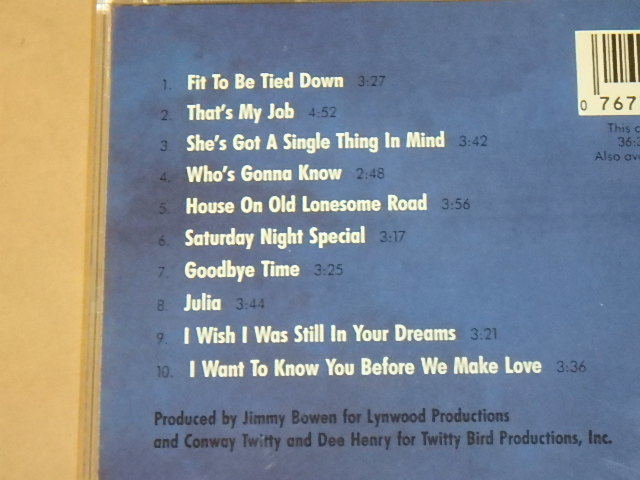 1. Fit To Be Tied Down 3:27
2. That's My Job 4:52
3. She's Got A Single Thing In Mind 3:42
4. Who's Gonna Know 2:48
5. House On Old Lonesome Road 3:56
6. Saturday Night Special 3:17
7. Goodbye Time 3:25
8. Julia 3:44
9. I Wish I Was Still In Your Dreams 3:21
10. I Want To Know You Before We Make Love 3:36
Produced by Jimmy Bowen for Lynwood Productions
and Conway Twitty and Dee Henry for Twitty Bird Productions, Inc.
0 767
This c
36:3
Also ava